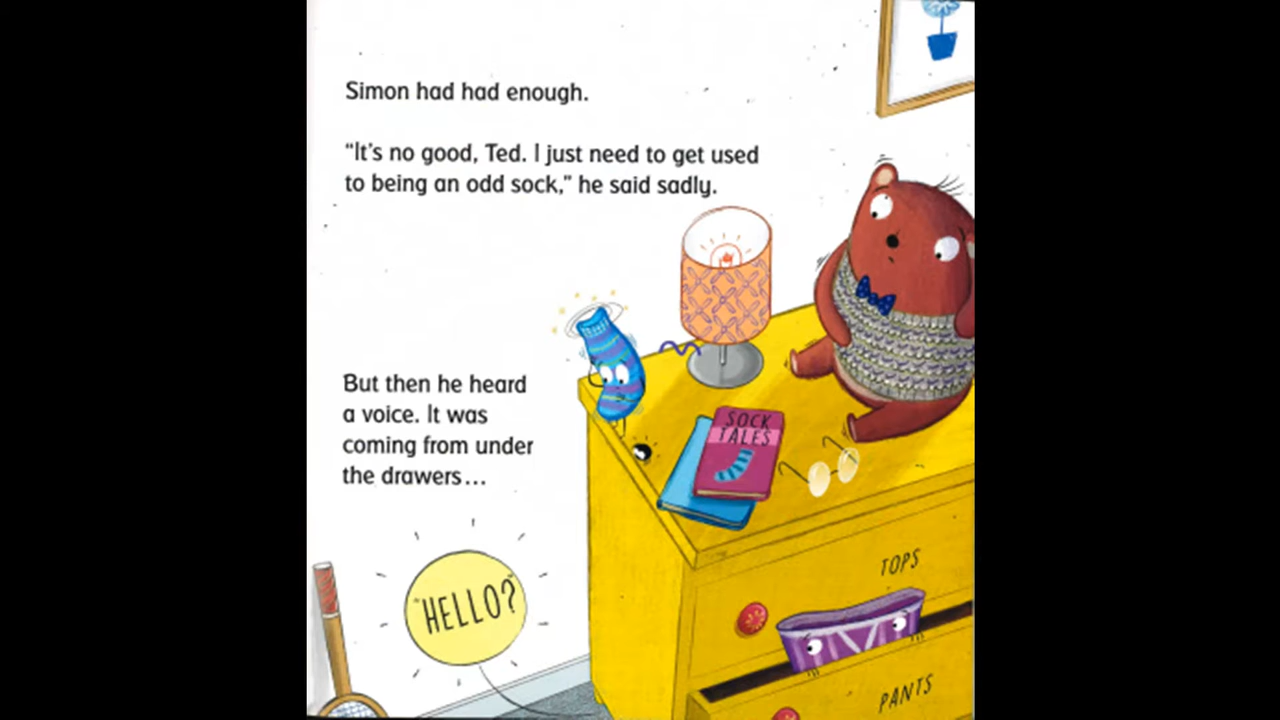 Simon had had enough.
“It’s no good, Ted. I just need to get used
to being an odd sock,” he said sadly.
But then he heard
a voice. It was
coming from under
the drawers…
SOCK
TALES
TOPS
“HELLO?”
PANTS